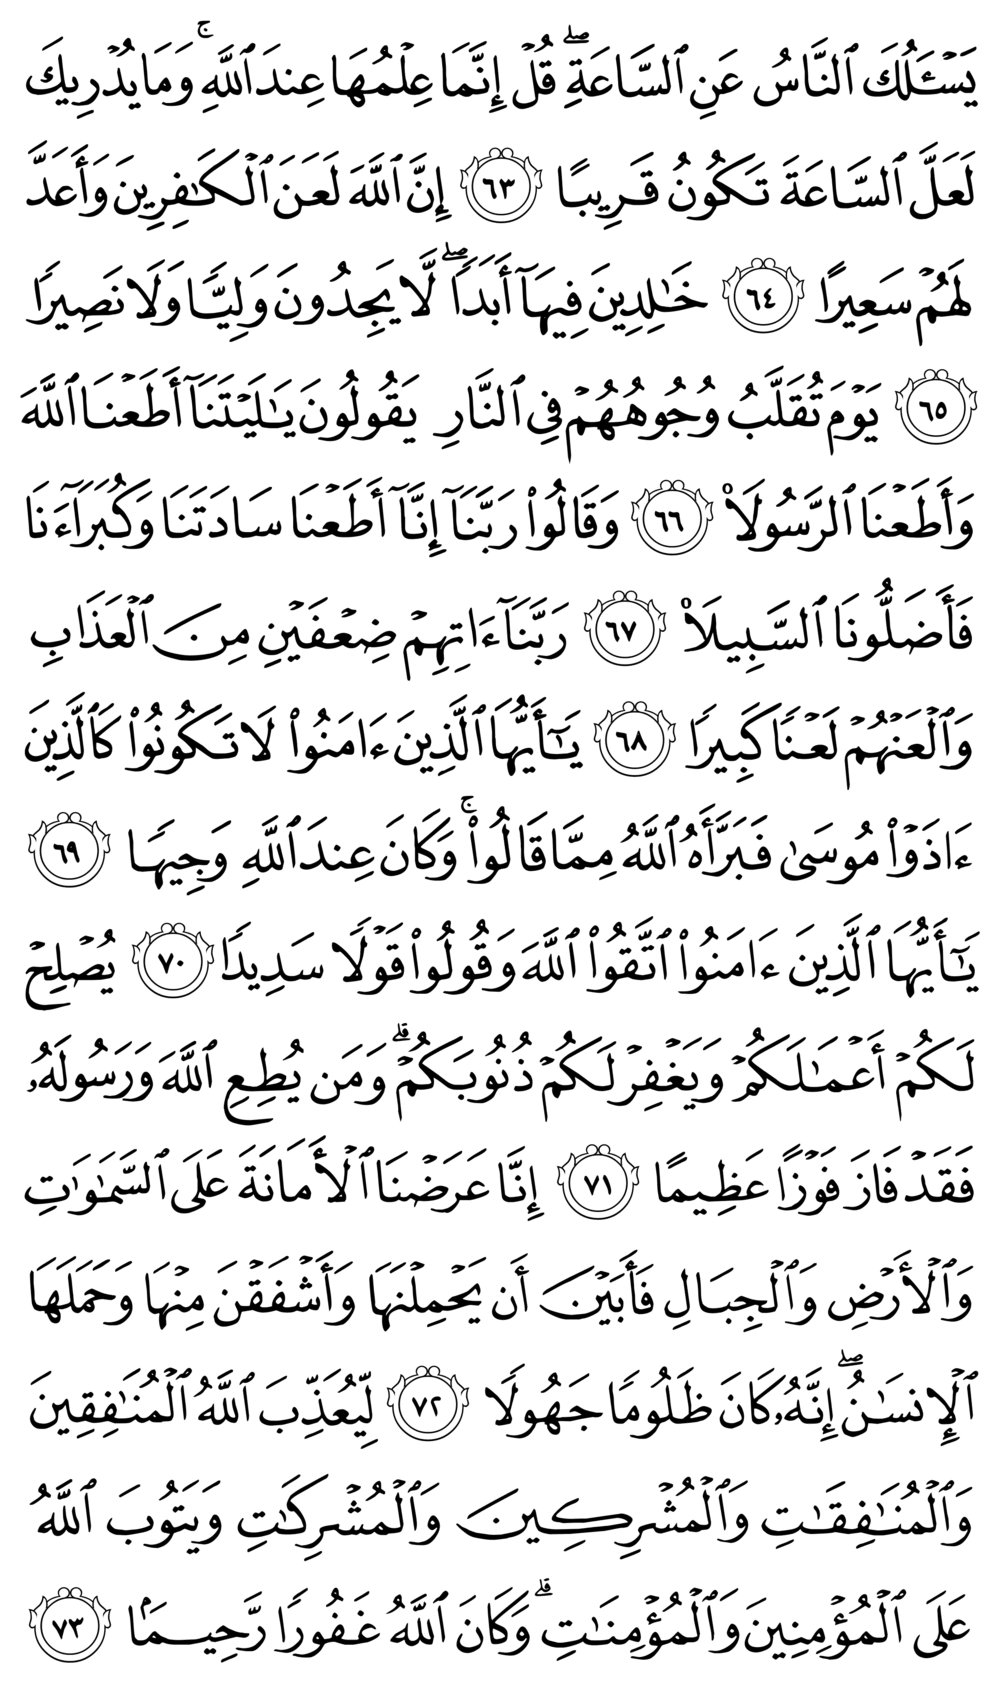 يَسۡـَٔلُكَ ٱلنَّاسُ عَنِ ٱلسَّاعَةِۖ قُلۡ إِنَّمَا عِلۡمُهَا عِندَ ٱللَّهِۚ وَمَا يُدۡرِيكَ
لَعَلَّ ٱلسَّاعَةَ تَكُونُ قَرِيبًا ٦٣ إِنَّ ٱللَّهَ لَعَنَ ٱلۡكَٰفِرِينَ وَأَعَدَّ
لَهُمۡ سَعِيرًا ٦٤ خَٰلِدِينَ فِيهَآ أَبَدٗاۖ لَّا يَجِدُونَ وَلِيّٗا وَلَا نَصِيرٗا
٦٥ يَوۡمَ تُقَلَّبُ وُجُوهُهُمۡ فِي ٱلنَّارِ يَقُولُونَ يَٰلَيۡتَنَآ أَطَعۡنَا ٱللَّهَ
وَأَطَعۡنَا ٱلرَّسُولَا۠ ٦٦ وَقَالُواْ رَبَّنَآ إِنَّآ أَطَعۡنَا سَادَتَنَا وَكُبَرَآءَنَا
فَأَضَلُّونَا ٱلسَّبِيلَا۠ ٦٧ رَبَّنَآ ءَاتِهِمۡ ضِعۡفَيۡنِ مِنَ ٱلۡعَذَابِ
وَٱلۡعَنۡهُمۡ لَعۡنٗا كَبِيرٗا ٦٨ يَٰٓأَيُّهَا ٱلَّذِينَ ءَامَنُواْ لَا تَكُونُواْ كَٱلَّذِينَ
ءَاذَوۡاْ مُوسَىٰ فَبَرَّأَهُ ٱللَّهُ مِمَّا قَالُواْۚ وَكَانَ عِندَ ٱللَّهِ وَجِيهٗا ٦٩
يَٰٓأَيُّهَا ٱلَّذِينَ ءَامَنُواْ ٱتَّقُواْ ٱللَّهَ وَقُولُواْ قَوۡلٗا سَدِيدٗا ٧٠ يُصۡلِحۡ
لَكُمۡ أَعۡمَٰلَكُمۡ وَيَغۡفِرۡ لَكُمۡ ذُنُوبَكُمۡۗ وَمَن يُطِعِ ٱللَّهَ وَرَسُولَهُۥ
فَقَدۡ فَازَ فَوۡزًا عَظِيمًا ٧١ إِنَّا عَرَضۡنَا ٱلۡأَمَانَةَ عَلَى ٱلسَّمَٰوَٰتِ
وَٱلۡأَرۡضِ وَٱلۡجِبَالِ فَأَبَيۡنَ أَن يَحۡمِلۡنَهَا وَأَشۡفَقۡنَ مِنۡهَا وَحَمَلَهَا
ٱلۡإِنسَٰنُۖ إِنَّهُۥ كَانَ ظَلُومٗا جَهُولٗا ٧٢ لِّيُعَذِّبَ ٱللَّهُ ٱلۡمُنَٰفِقِينَ
وَٱلۡمُنَٰفِقَٰتِ وَٱلۡمُشۡرِكِينَ وَٱلۡمُشۡرِكَٰتِ وَيَتُوبَ ٱللَّهُ
عَلَى ٱلۡمُؤۡمِنِينَ وَٱلۡمُؤۡمِنَٰتِۗ وَكَانَ ٱللَّهُ غَفُورٗا رَّحِيمَۢا ٧٣